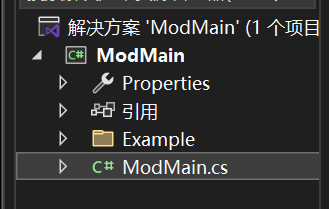 解决方案 'ModMain' (1 个项目
C# ModMain
Properties
引用
Example
C# ModMain.cs